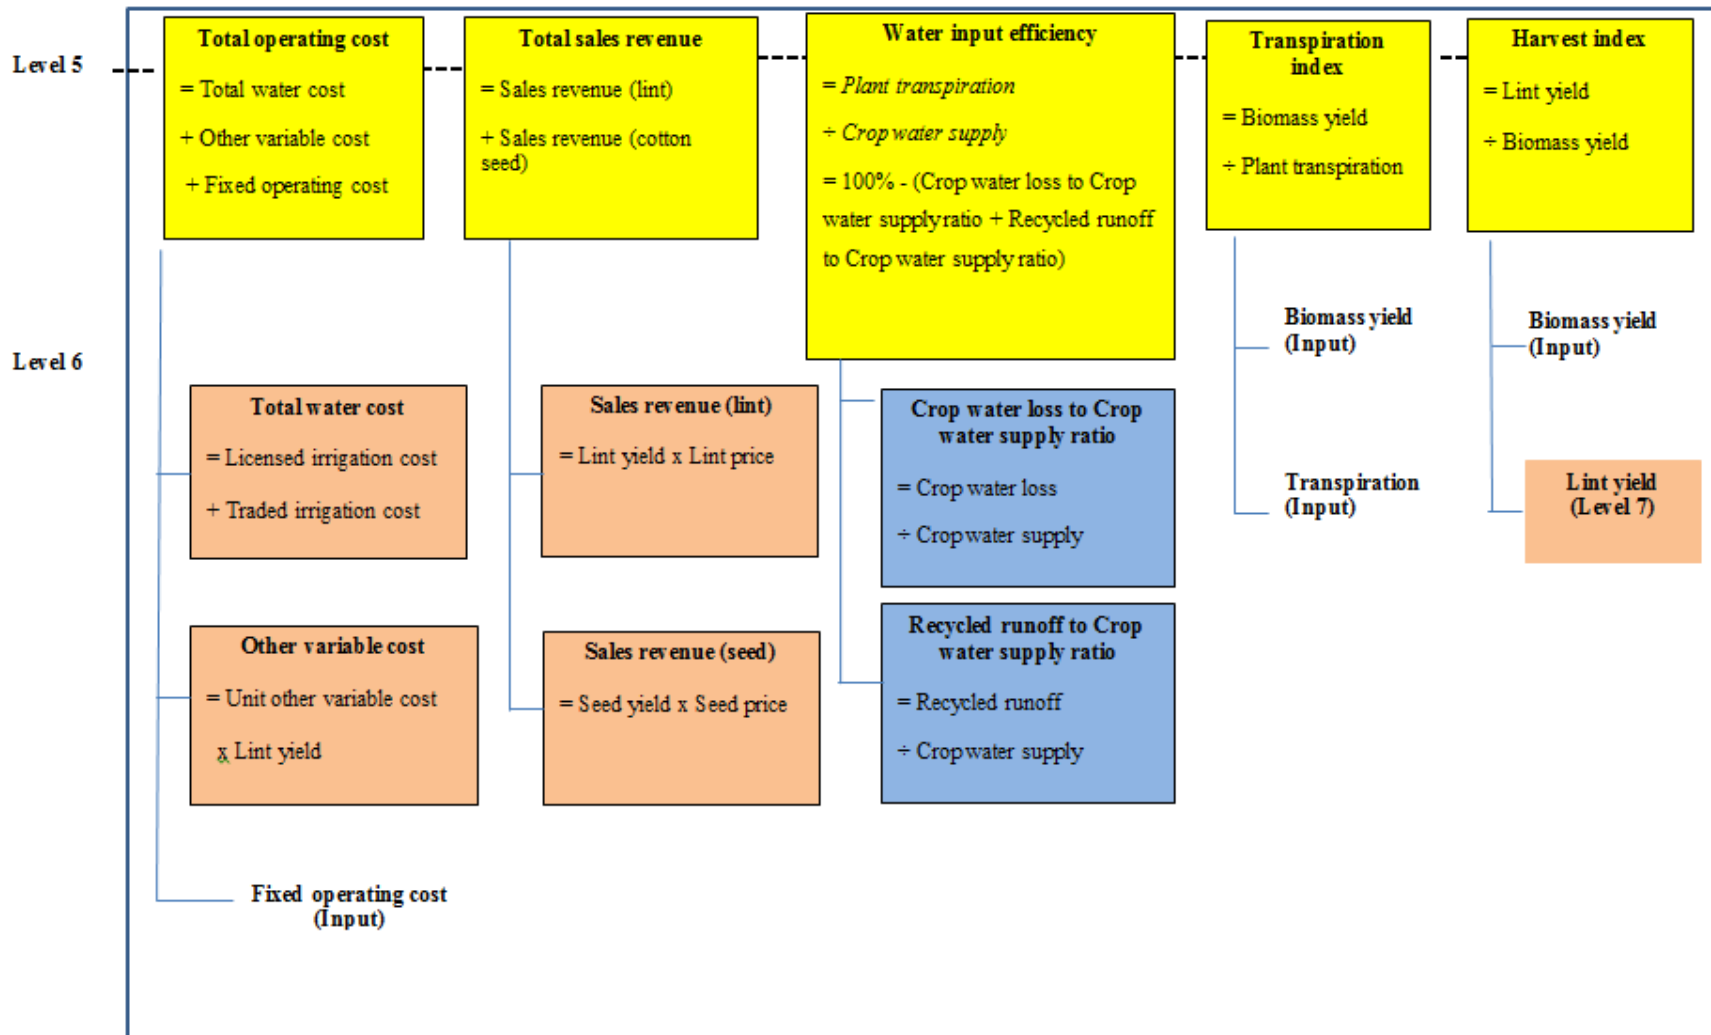 Level 5
Total operating cost
= Total water cost
+ Other variable cost
+ Fixed operating cost
Total sales revenue
= Sales revenue (lint)
+ Sales revenue (cotton
seed)
Water input efficiency
= Plant transpiration
÷ Crop water supply
= 100% - (Crop water loss to Crop
water supply ratio + Recycled runoff
to Crop water supply ratio)
Transpiration
index
= Biomass yield
÷ Plant transpiration
Harvest index
= Lint yield
÷ Biomass yield
Level 6
Total water cost
= Licensed irrigation cost
+ Traded irrigation cost
Other variable cost
= Unit other variable cost
x Lint yield
Fixed operating cost
(Input)
Sales revenue (lint)
= Lint yield x Lint price
Sales revenue (seed)
= Seed yield x Seed price
Crop water loss to Crop
water supply ratio
= Crop water loss
÷ Crop water supply
Recycled runoff to Crop
water supply ratio
= Recycled runoff
÷ Crop water supply
Biomass yield
(Input)
Transpiration
(Input)
Biomass yield
(Input)
Lint yield
(Level 7)